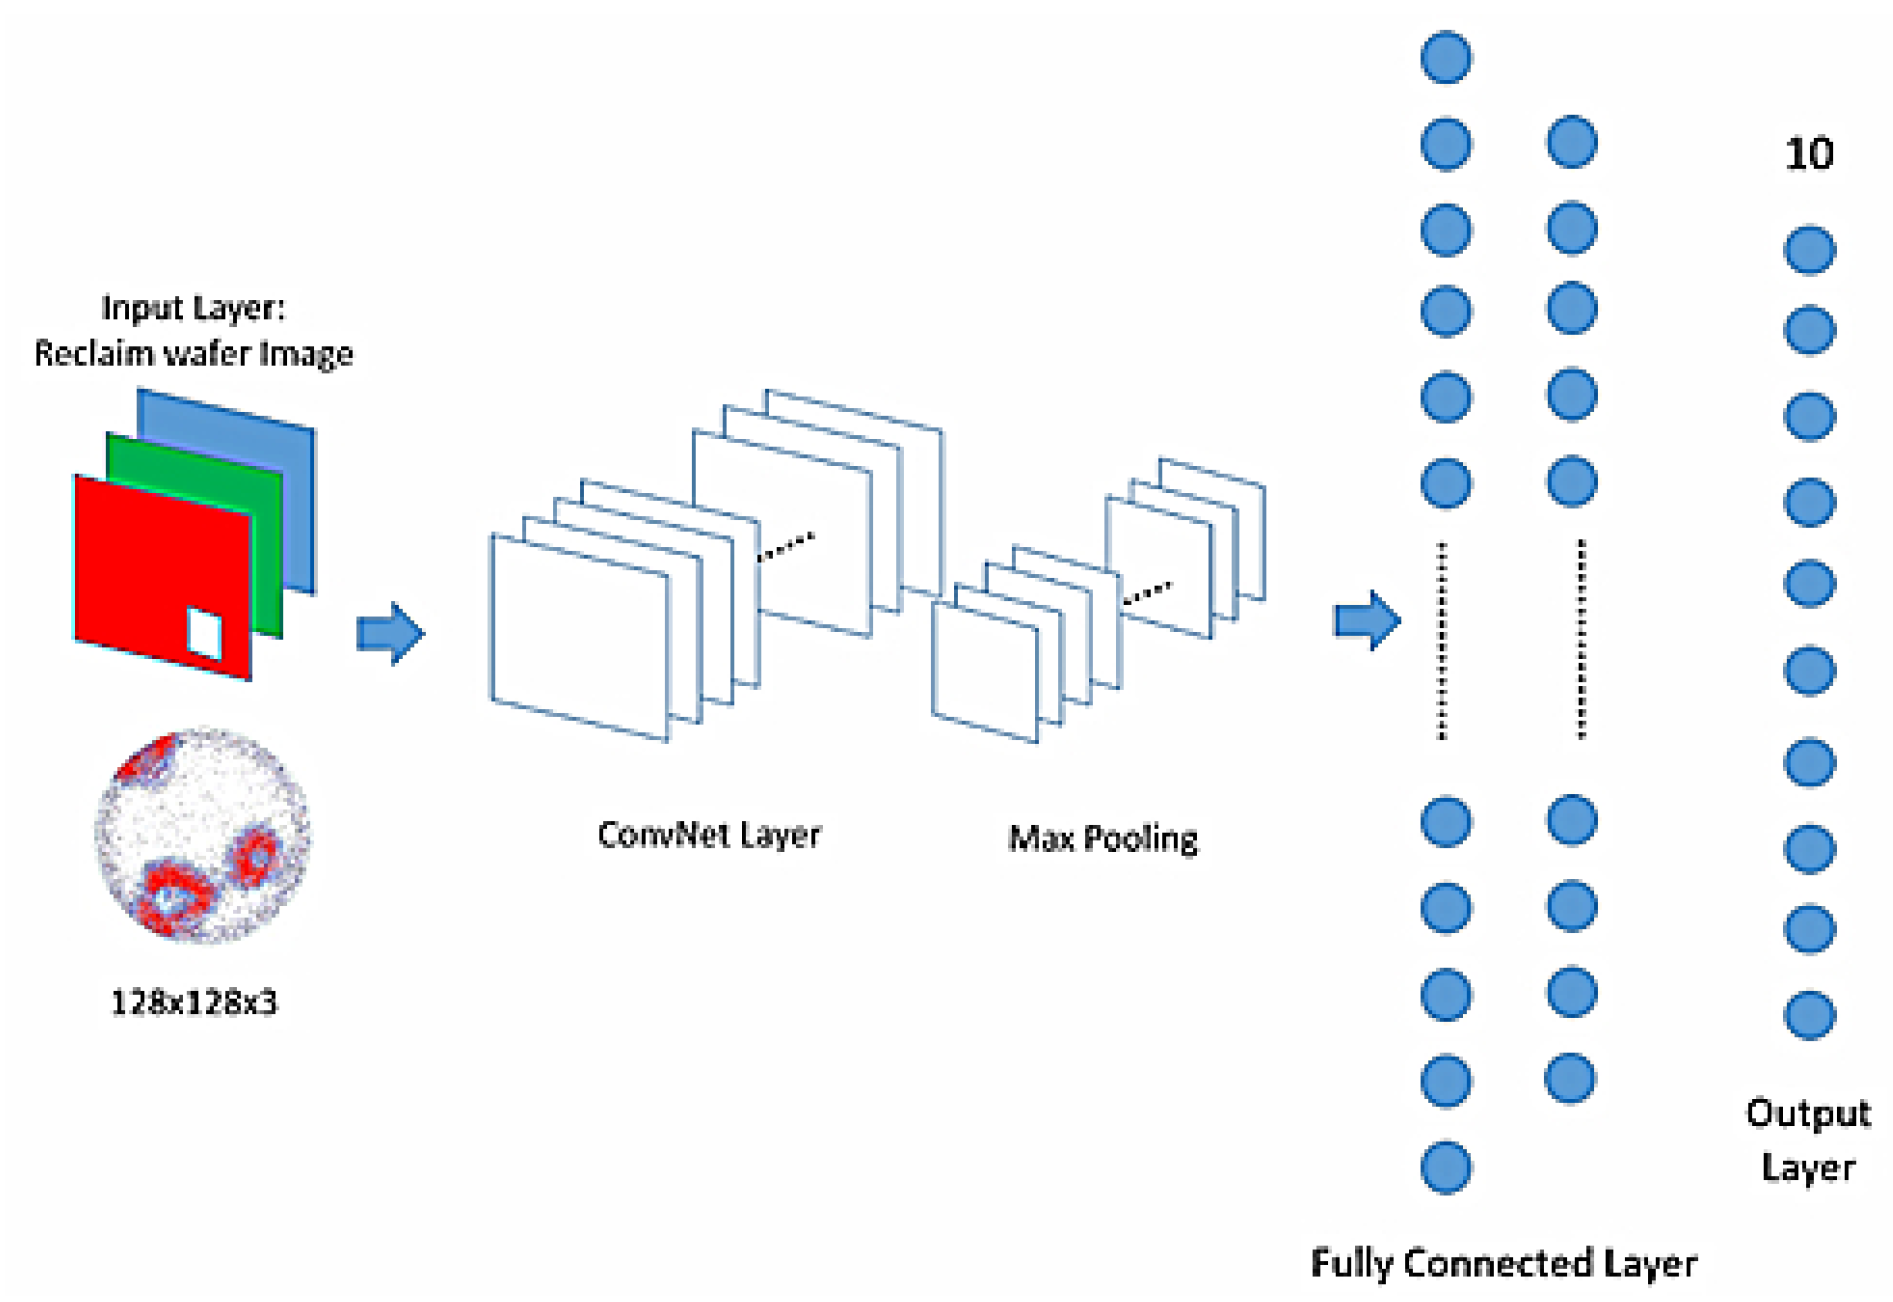 Input Layer:
Reclaim wafer Image
128x128x3
ConvNet Layer
Max Pooling
Fully Connected Layer
10
Output
Layer